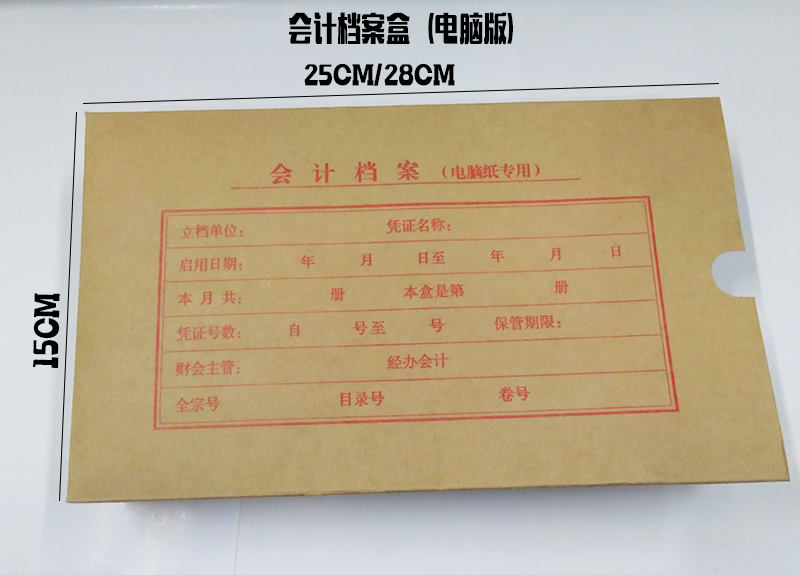 会计档案盒（电脑版）
25CM/28CM
15CM
会计档案（电脑纸专用）
立档单位： 凭证名称：
启用日期： 年 月 日至 年 月 日
本月共： 册 本盒是第 册
凭证号数： 自 号至 号 保管期限：
财会主管： 经办会计
全宗号 目录号 卷号